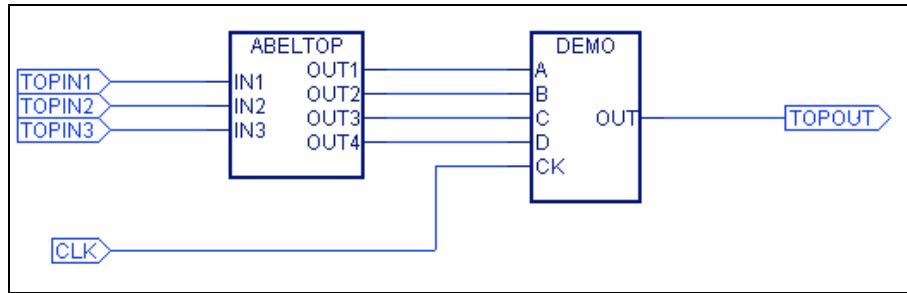 ABELTOP
DEMO
TOPIN1
TOPIN2
TOPIN3
IN1
IN2
IN3
OUT1
OUT2
OUT3
OUT4
A
B
C
D
CK
OUT
TOPOUT
CLK